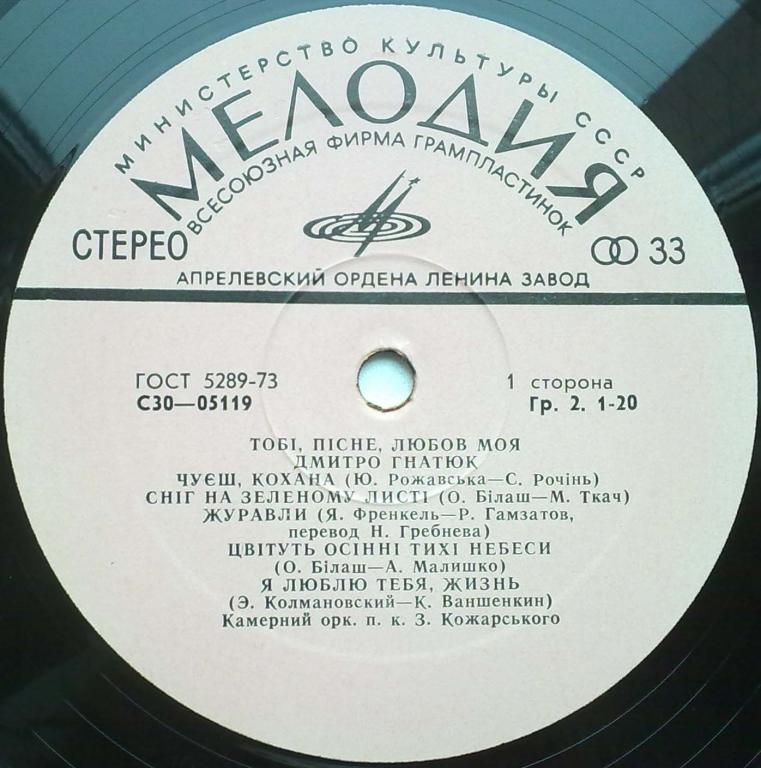 МИНИСТЕРСТВО КУЛЬТУРЫ СССР
МЕЛОДИЯ
ВСЕСОЮЗНАЯ ФИРМА ГРАМПЛАСТИНОК
СТЕРЕО
33
АПРЕЛЕВСКИЙ ОРДЕНА ЛЕНИНА ЗАВОД
ГОСТ 5289-73 1 сторона
С30—05119 Гр. 2. 1-20
ТОБІ, ПІСНЕ, ЛЮБОВ МОЯ
ДМИТРО ГНАТЮК
ЧУЄШ, КОХАНА (Ю. Рожавська—С. Рочінь)
СНІГ НА ЗЕЛЕНОМУ ЛИСТІ (О. Білаш—М. Ткач)
ЖУРАВЛИ (Я. Френкель—Р. Гамзатов,
перевод Н. Гребнева)
ЦВІТУТЬ ОСІННІ ТИХІ НЕБЕСИ
(О. Білаш—А. Малишко)
Я ЛЮБЛЮ ТЕБЯ, ЖИЗНЬ
(Э. Колмановский—К. Ваншенкин)
Камерний орк. п. к. З. Кожарського